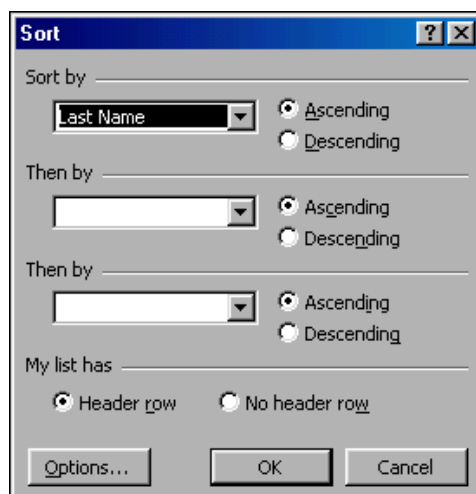 Sort
Sort by
Last Name
Ascending
Descending
Then by
Ascending
Descending
Then by
Ascending
Descending
My list has
Header row
No header row
Options...
OK
Cancel